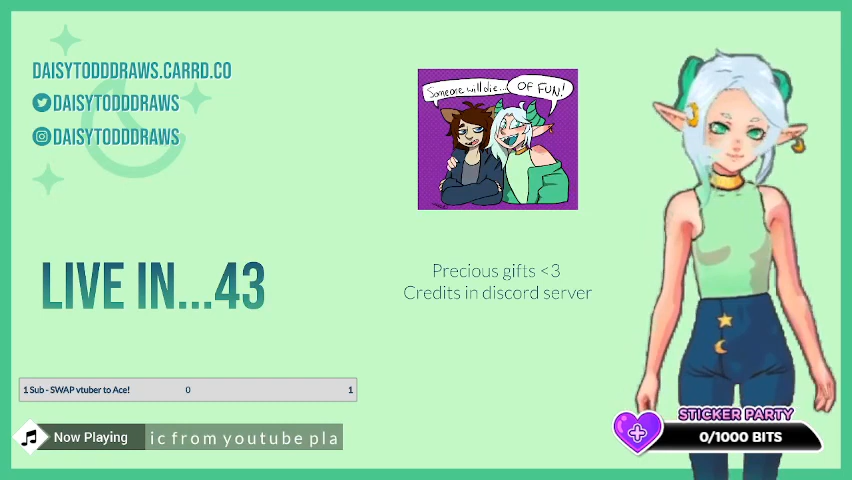 DAISYTODDDRAWS.CARRD.CO
DAISYTODDDRAWS
DAISYTODDDRAWS
Someone will die...
OF FUN!
LIVE IN...43
Precious gifts <3
Credits in discord server
1 Sub - SWAP vtuber to Ace! 0 1
Now Playing ic from youtube pla
STICKER PARTY
0/1000 BITS